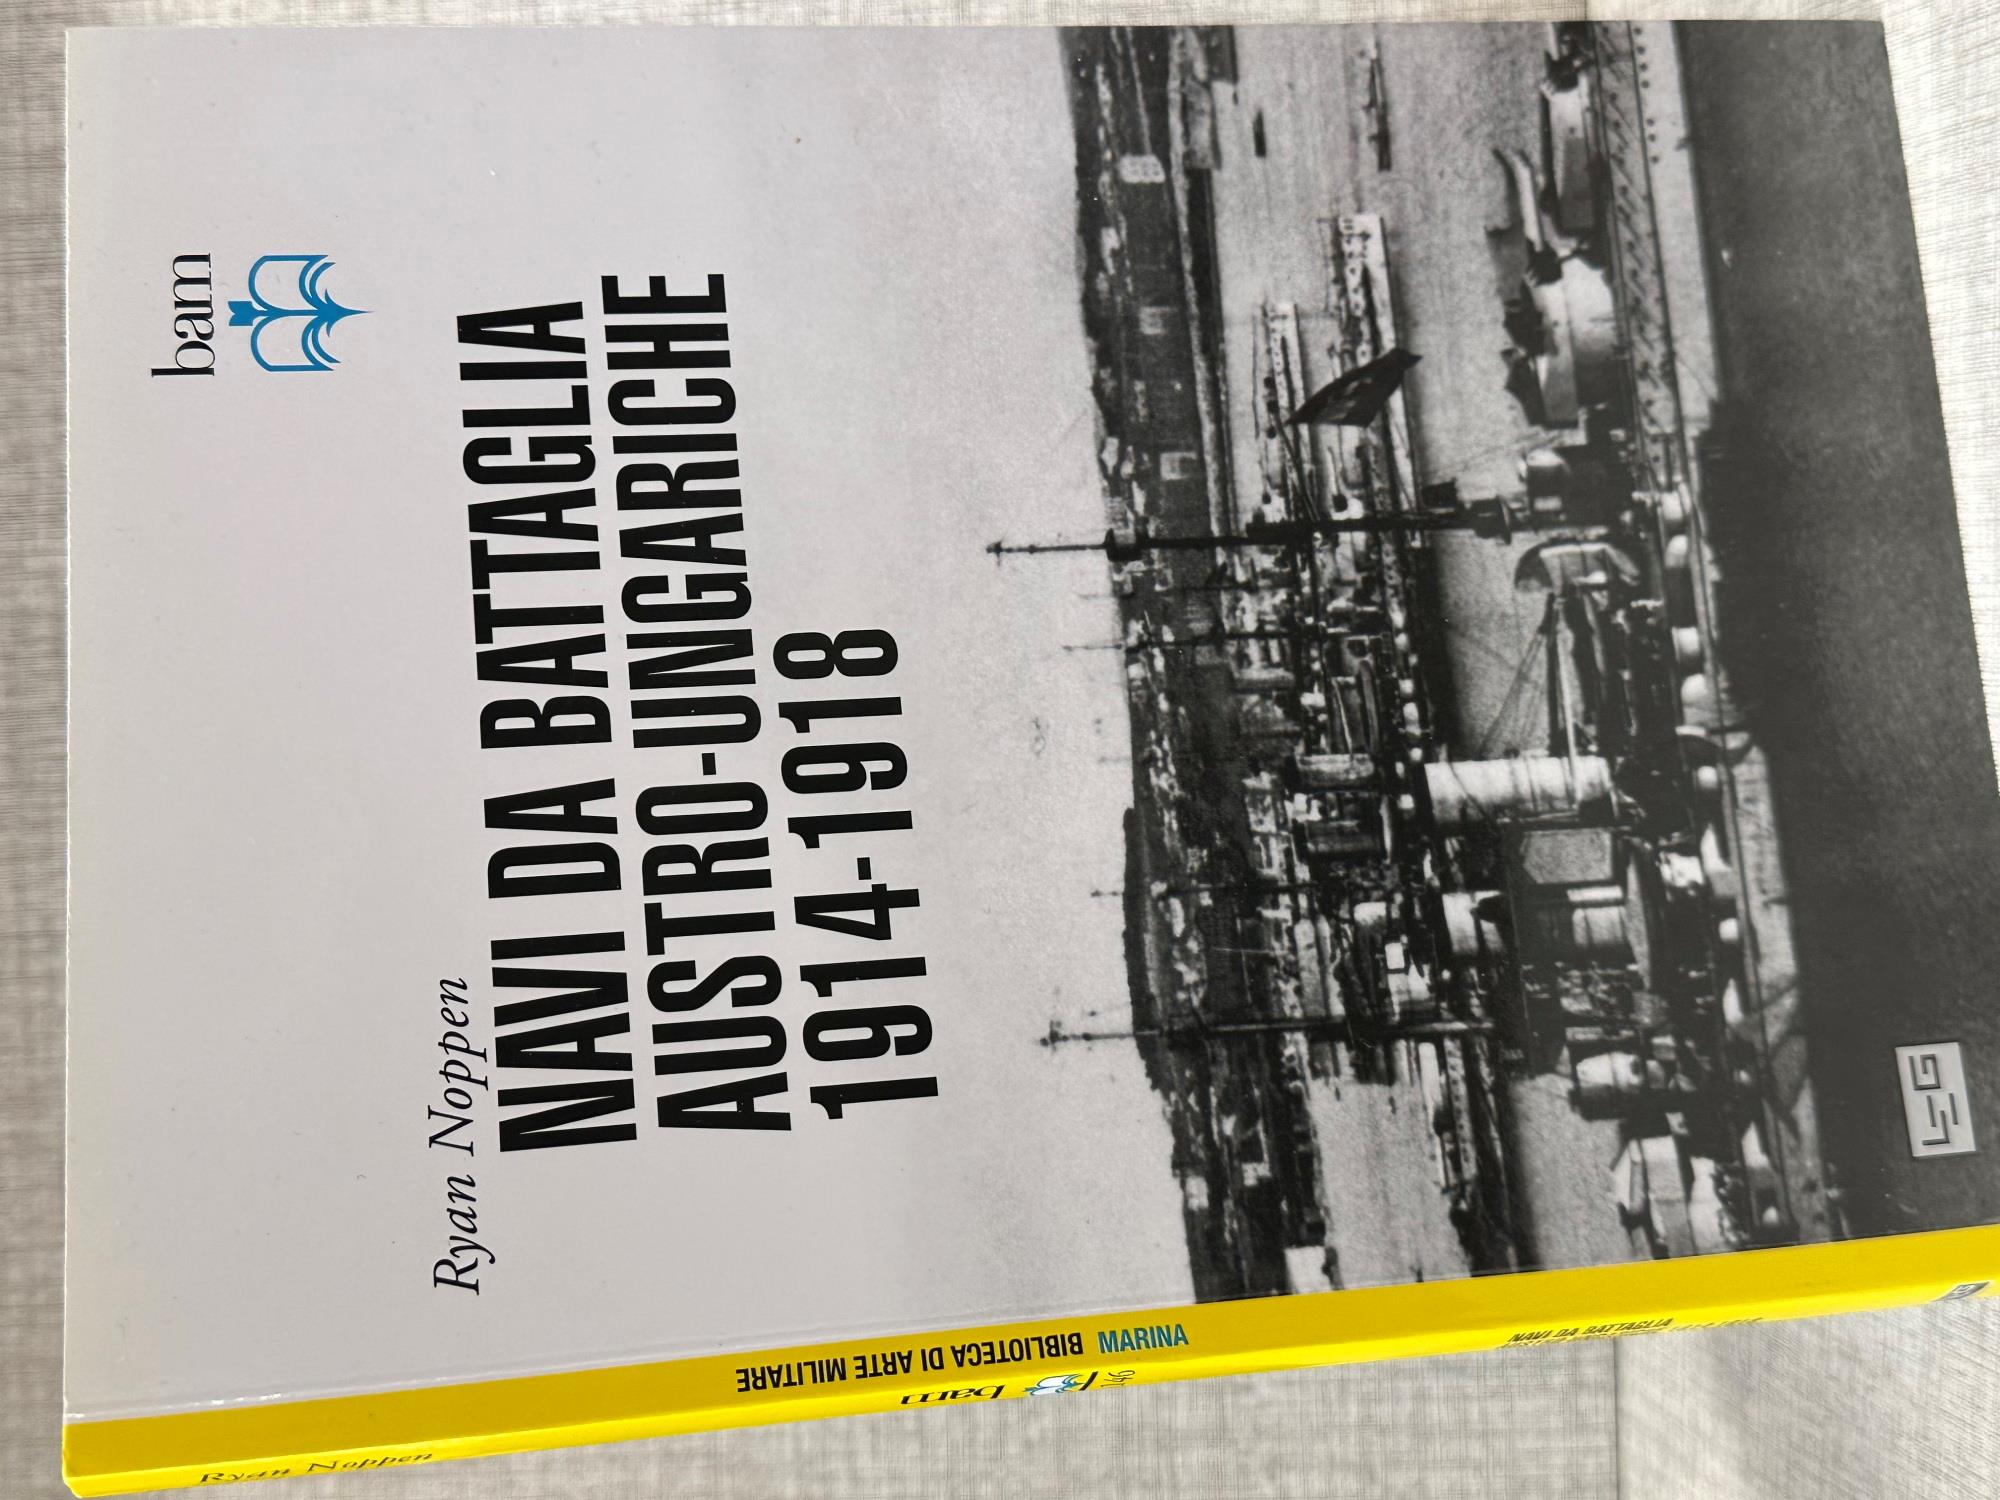 bam
Ryan Noppen
NAVI DA BATTAGLIA
AUSTRO-UNGARICHE
1914-1918
LEG
BIBLIOTECA DI ARTE MILITARE
MARINA
Ryan Noppen
bam
146
NAVI DA BATTAGLIA